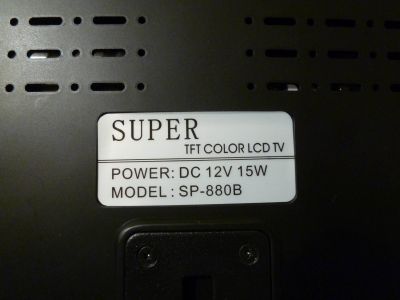 SUPER
TFT COLOR LCD TV
POWER: DC 12V 15W
MODEL: SP-880B